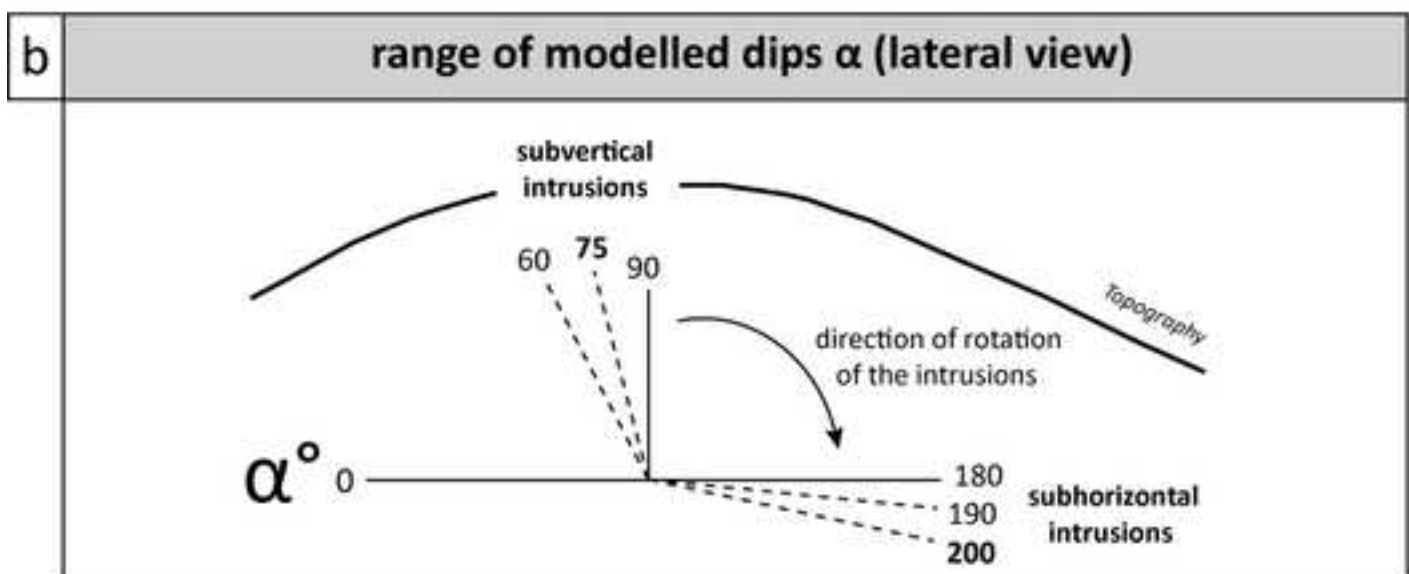 b
range of modelled dips α (lateral view)
subvertical
intrusions
60
75
90
Topography
direction of rotation
of the intrusions
α°
0
180
190
200
subhorizontal
intrusions